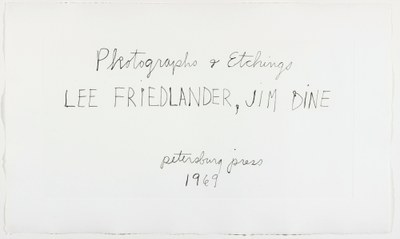 Photographs & Etchings
LEE FRIEDLANDER, JIM DINE
petersburg press
1969